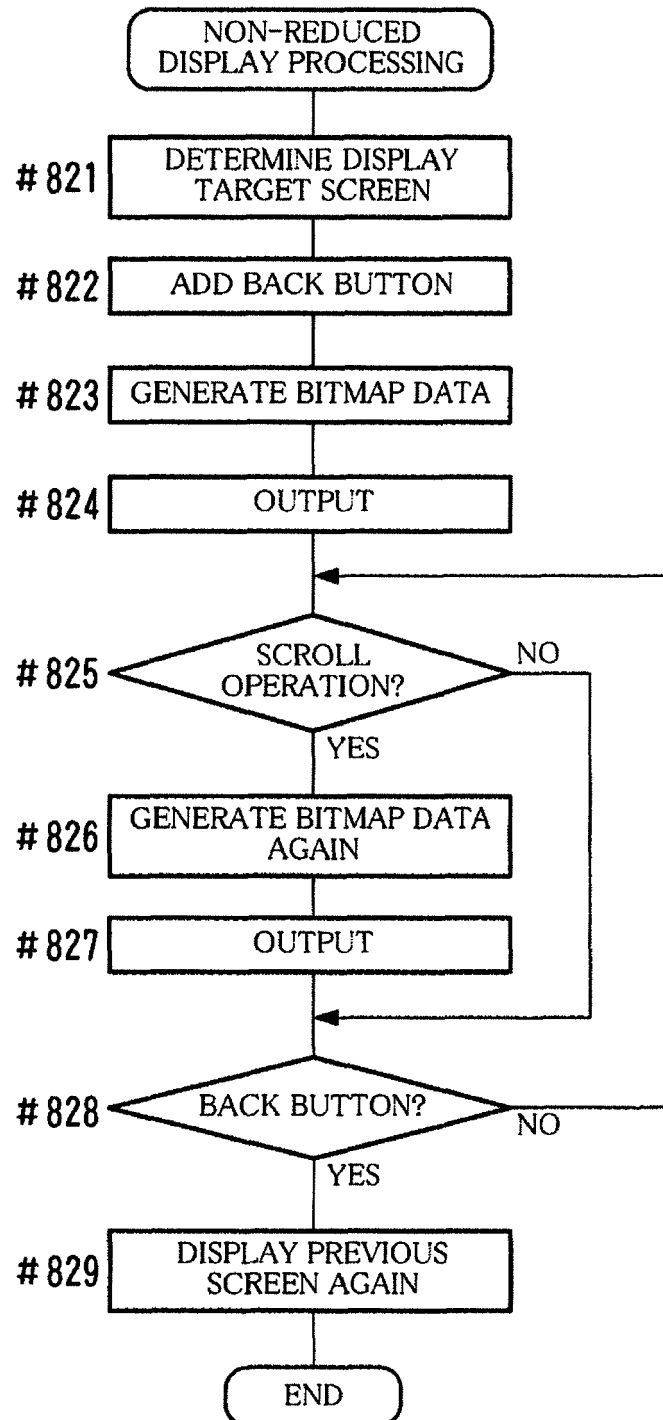 NON-REDUCED
DISPLAY PROCESSING
#821
DETERMINE DISPLAY
TARGET SCREEN
#822
ADD BACK BUTTON
#823
GENERATE BITMAP DATA
#824
OUTPUT
#825
SCROLL
OPERATION?
NO
YES
#826
GENERATE BITMAP DATA
AGAIN
#827
OUTPUT
#828
BACK BUTTON?
NO
YES
#829
DISPLAY PREVIOUS
SCREEN AGAIN
END